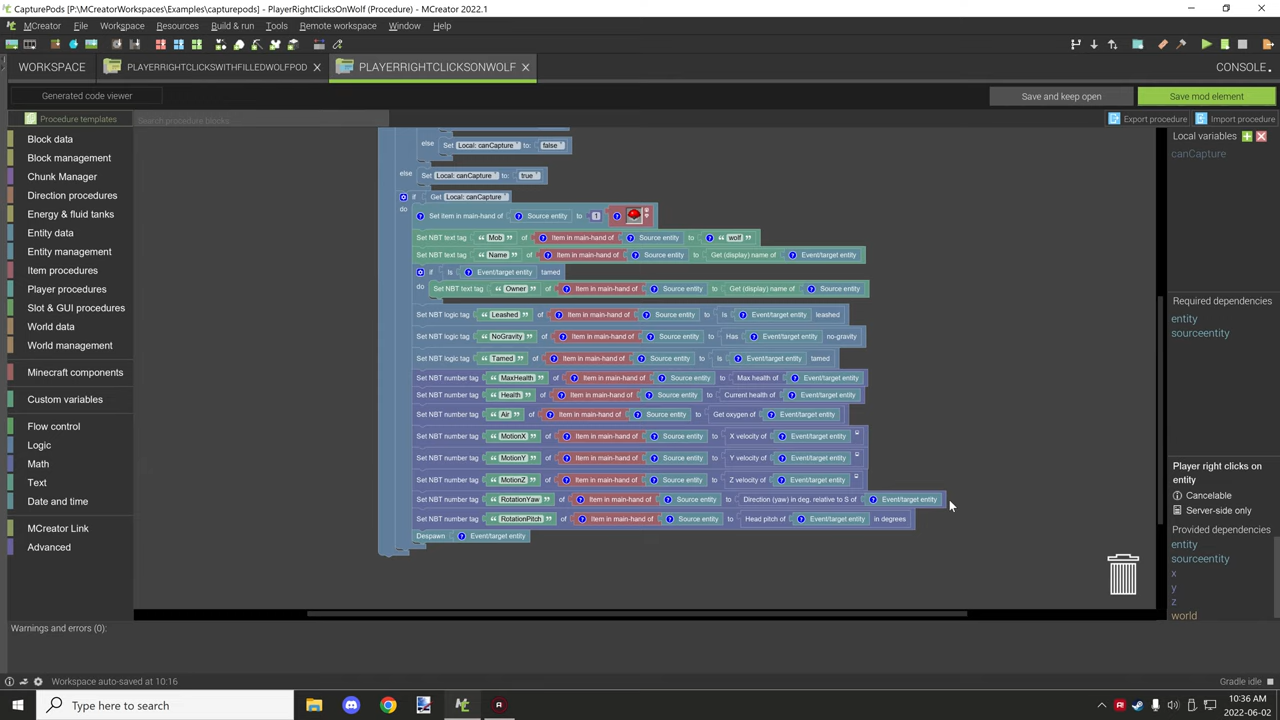 CapturePods [P:\MCreatorWorkspaces\Examples\capturepods] - PlayerRightClicksOnWolf (Procedure) - MCreator 2022.1
MCreator File Workspace Resources Build & run Tools Remote workspace Window Help
WORKSPACE PLAYERRIGHTCLICKSWITHFILLEDWOLFPOD PLAYERRIGHTCLICKSONWOLF CONSOLE
Generated code viewer Save and keep open Save mod element
Procedure templates Search procedure blocks Export procedure Import procedure
Block data
Block management
Chunk Manager
Direction procedures
Energy & fluid tanks
Entity data
Entity management
Item procedures
Player procedures
Slot & GUI procedures
World data
World management
Minecraft components
Custom variables
Flow control
Logic
Math
Text
Date and time
MCreator Link
Advanced
else Set Local: canCapture to: false
else Set Local: canCapture to: true
if Get Local: canCapture
do Set item in main-hand of Source entity to 1
Set NBT text tag “ Mob ” of Item in main-hand of Source entity to “ wolf ”
Set NBT text tag “ Name ” of Item in main-hand of Source entity to Get (display) name of Event/target entity
if Is Event/target entity tamed
do Set NBT text tag “ Owner ” of Item in main-hand of Source entity to Get (display) name of Source entity
Set NBT logic tag “ Leashed ” of Item in main-hand of Source entity to Is Event/target entity leashed
Set NBT logic tag “ NoGravity ” of Item in main-hand of Source entity to Has Event/target entity no-gravity
Set NBT logic tag “ Tamed ” of Item in main-hand of Source entity to Is Event/target entity tamed
Set NBT number tag “ MaxHealth ” of Item in main-hand of Source entity to Max health of Event/target entity
Set NBT number tag “ Health ” of Item in main-hand of Source entity to Current health of Event/target entity
Set NBT number tag “ Air ” of Item in main-hand of Source entity to Get oxygen of Event/target entity
Set NBT number tag “ MotionX ” of Item in main-hand of Source entity to X velocity of Event/target entity
Set NBT number tag “ MotionY ” of Item in main-hand of Source entity to Y velocity of Event/target entity
Set NBT number tag “ MotionZ ” of Item in main-hand of Source entity to Z velocity of Event/target entity
Set NBT number tag “ RotationYaw ” of Item in main-hand of Source entity to Direction (yaw) in deg. relative to S of Event/target entity
Set NBT number tag “ RotationPitch ” of Item in main-hand of Source entity to Head pitch of Event/target entity in degrees
Despawn Event/target entity
Local variables
canCapture
Required dependencies
entity
sourceentity
Player right clicks on
entity
Cancelable
Server-side only
Provided dependencies:
entity
sourceentity
x
y
z
world
Warnings and errors (0):
Workspace auto-saved at 10:16 Gradle idle
Type here to search
10:36 AM
2022-06-02